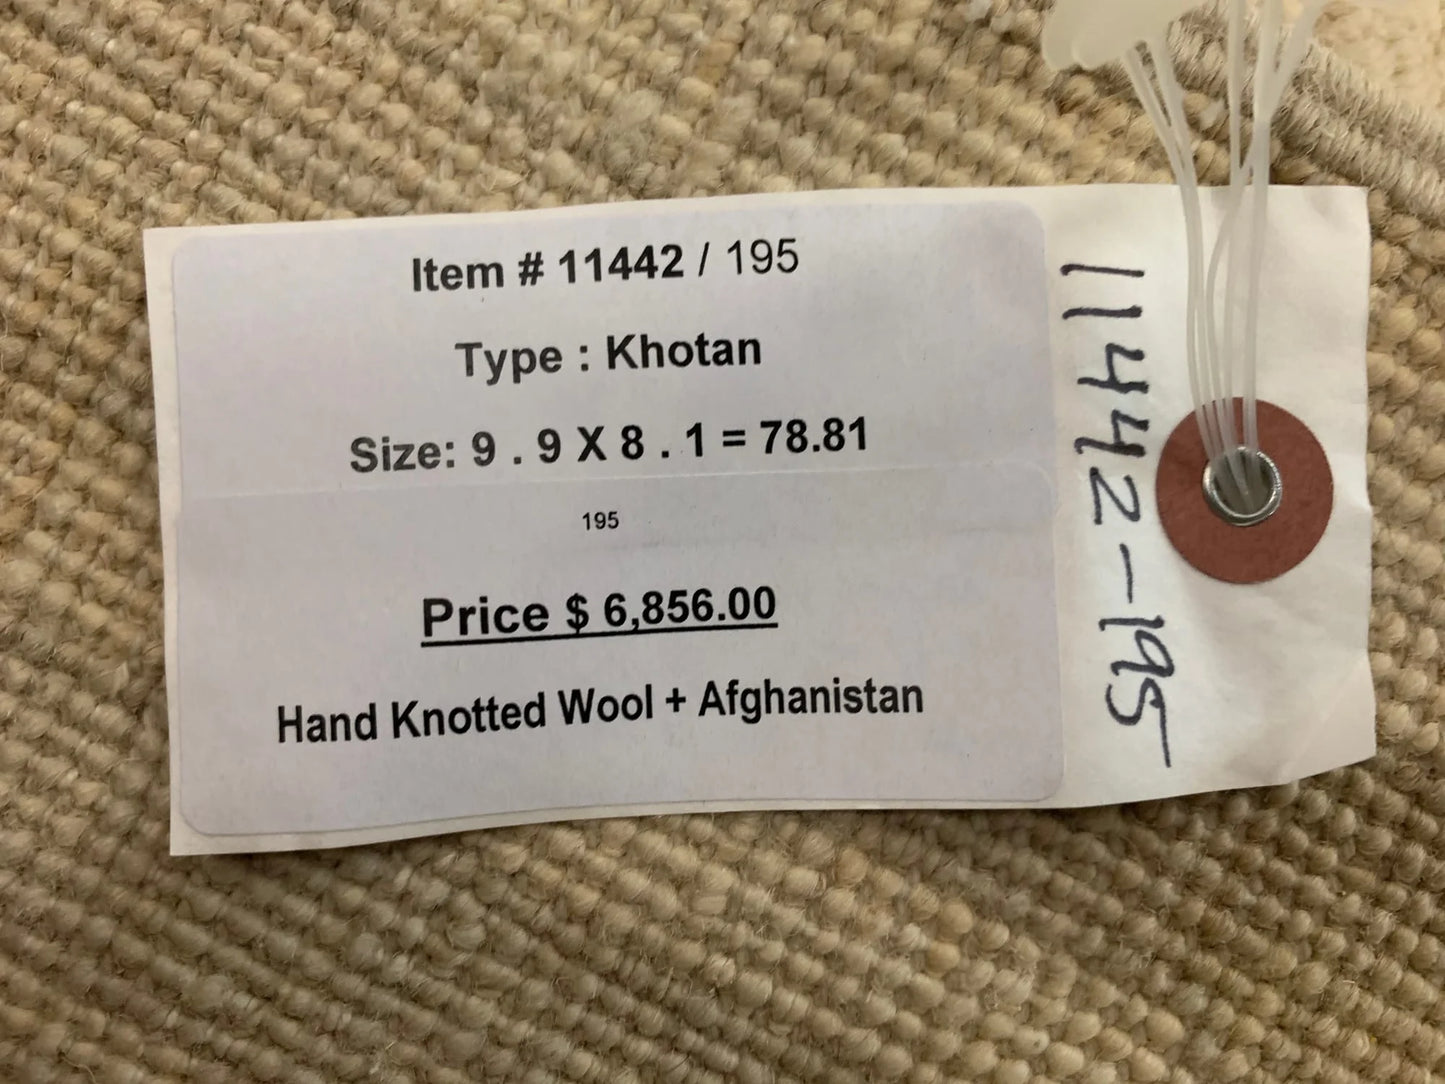 Item # 11442 / 195
Type : Khotan
Size: 9 . 9 X 8 . 1 = 78.81
195
Price $ 6,856.00
Hand Knotted Wool + Afghanistan
11442-195